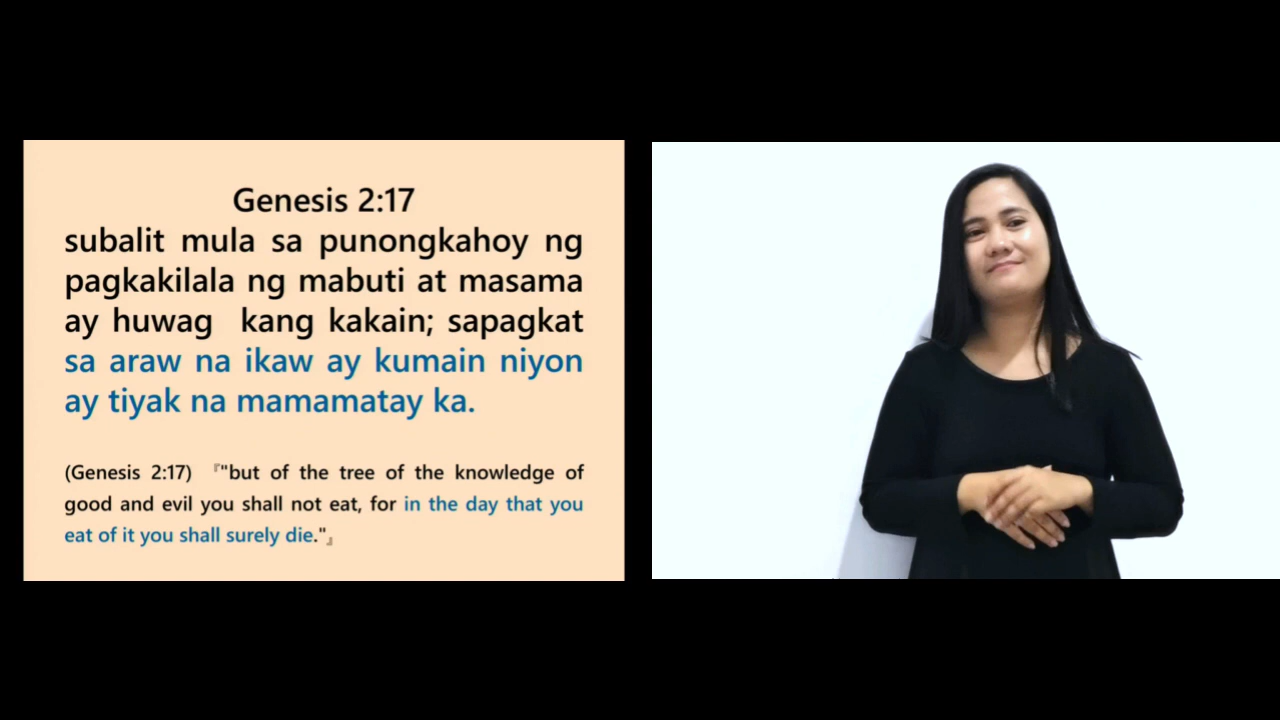 Genesis 2:17
subalit mula sa punongkahoy ng
pagkakilala ng mabuti at masama
ay huwag kang kakain; sapagkat
sa araw na ikaw ay kumain niyon
ay tiyak na mamamatay ka.
(Genesis 2:17) 『"but of the tree of the knowledge of
good and evil you shall not eat, for in the day that you
eat of it you shall surely die."』